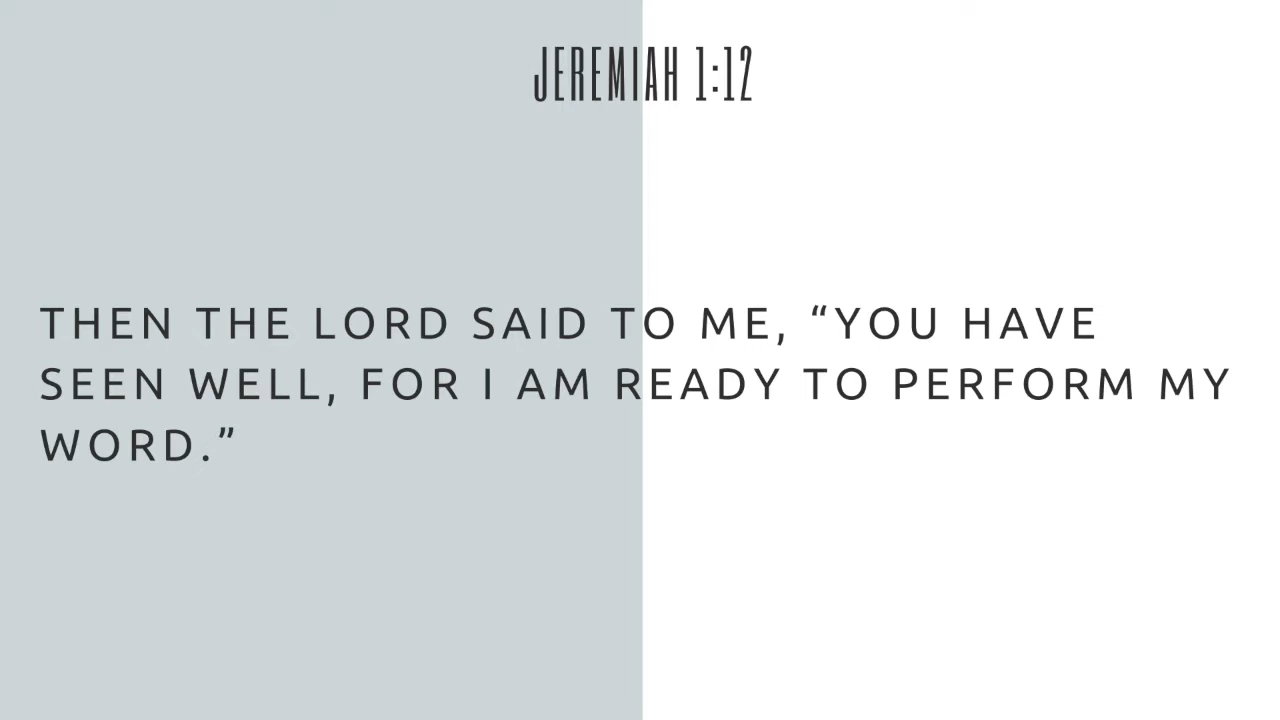 JEREMIAH 1:12
THEN THE LORD SAID TO ME, “YOU HAVE
SEEN WELL, FOR I AM READY TO PERFORM MY
WORD.”